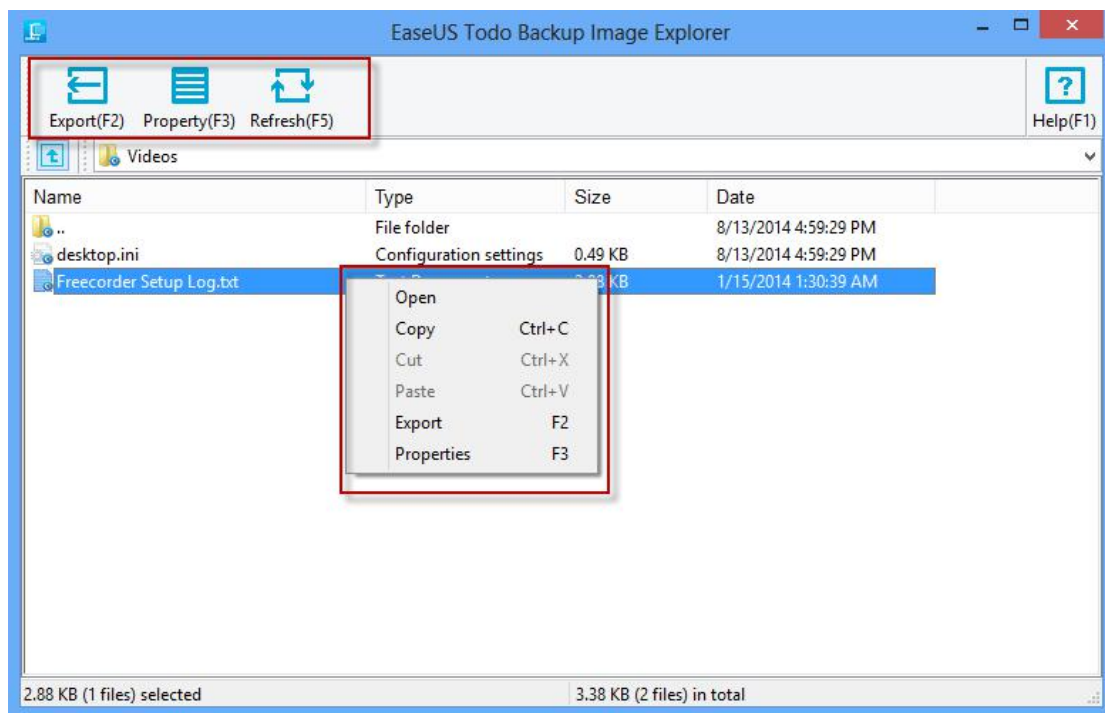 EaseUS Todo Backup Image Explorer
Export(F2) Property(F3) Refresh(F5) Help(F1)
Videos
Name Type Size Date
.. File folder 8/13/2014 4:59:29 PM
desktop.ini Configuration settings 0.49 KB 8/13/2014 4:59:29 PM
Freecorder Setup Log.txt KB 1/15/2014 1:30:39 AM
Open
Copy Ctrl+C
Cut Ctrl+X
Paste Ctrl+V
Export F2
Properties F3
2.88 KB (1 files) selected 3.38 KB (2 files) in total